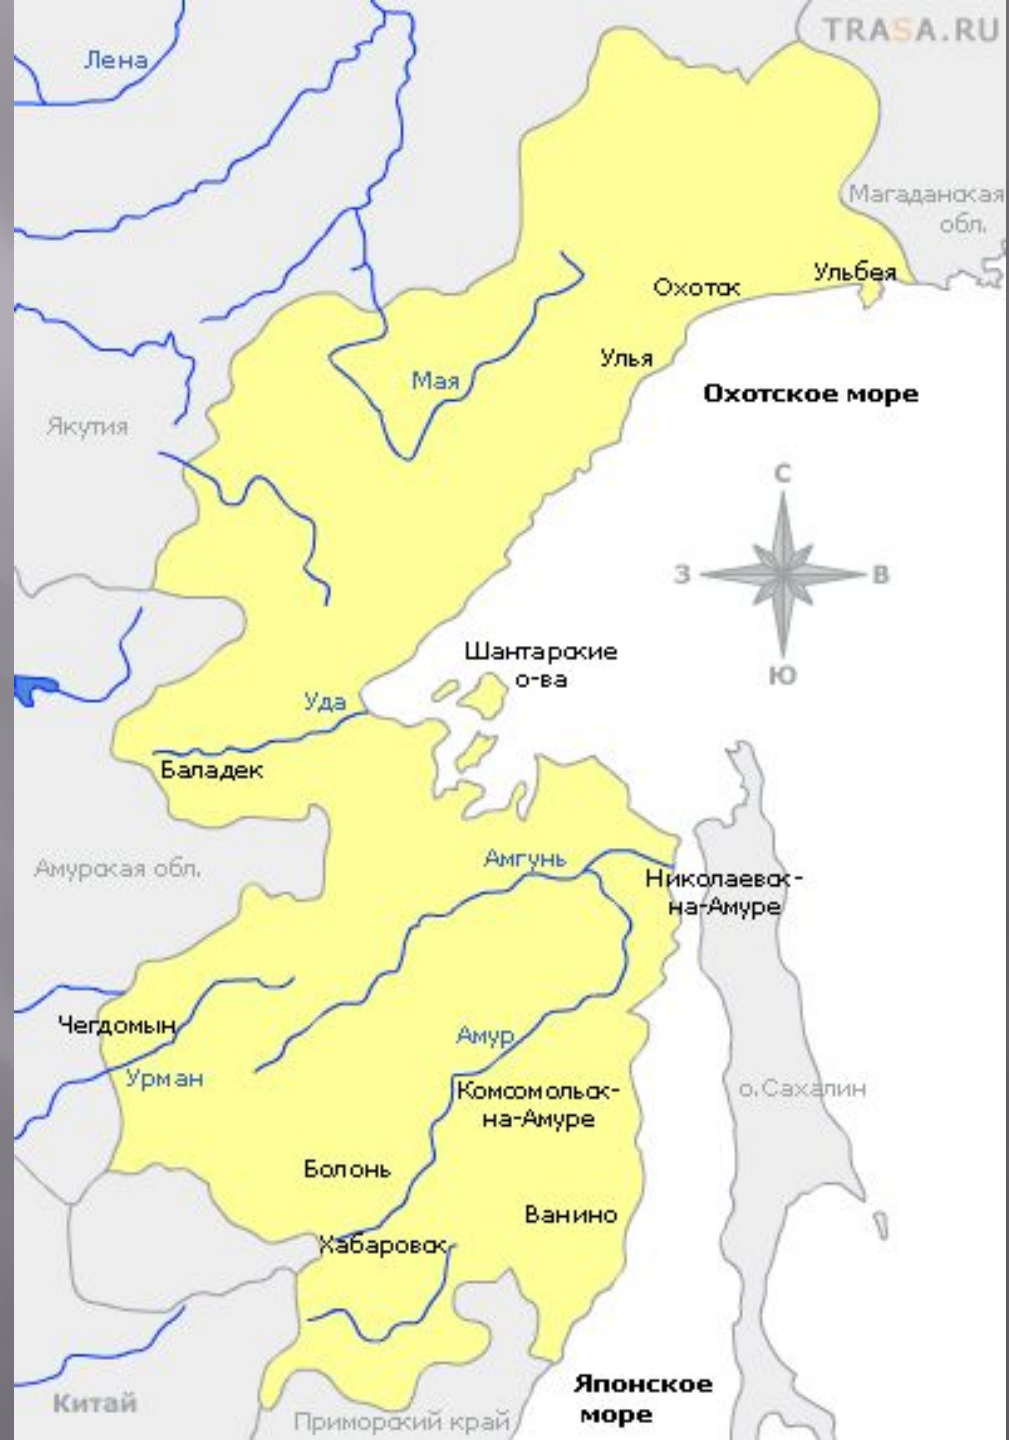 TRASA.RU
Лена
Магаданская
обл.
Ульбея
Охотск
Улья
Мая
Охотское море
Якутия
С
З
В
Ю
Шантарские
о-ва
Уда
Баладек
Амурская обл.
Амгунь
Николаевск-
на-Амуре
Чегдомын
Амур
Урман
Комсомольск-
на-Амуре
о.Сахалин
Болонь
Ванино
Хабаровск
Китай
Японское
море
Приморский край